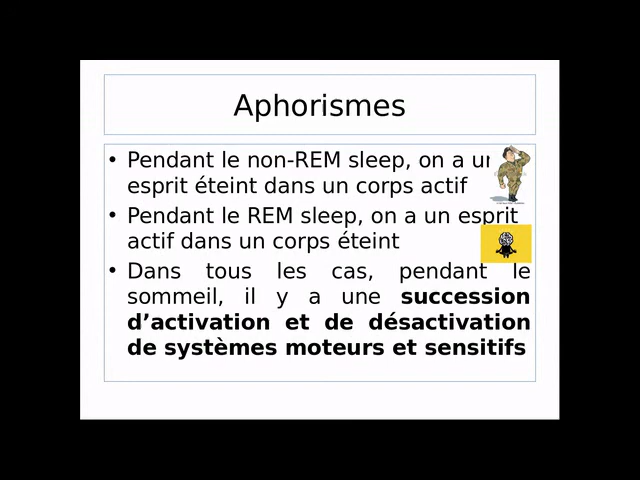 Aphorismes
• Pendant le non-REM sleep, on a un
esprit éteint dans un corps actif
• Pendant le REM sleep, on a un esprit
actif dans un corps éteint
• Dans tous les cas, pendant le
sommeil, il y a une succession
d’activation et de désactivation
de systèmes moteurs et sensitifs